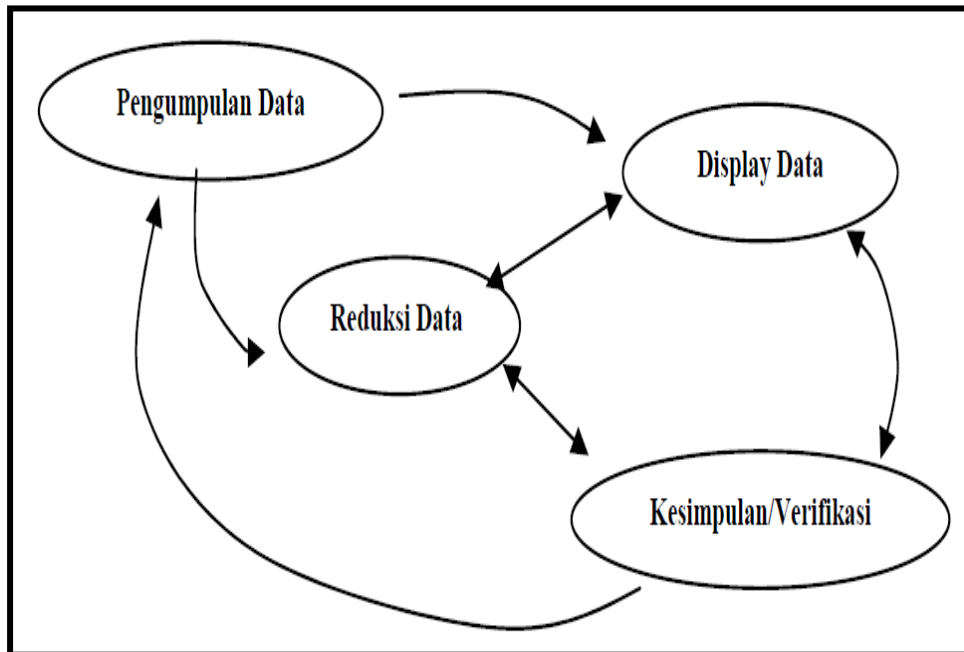 Pengumpulan Data
Display Data
Reduksi Data
Kesimpulan/Verifikasi